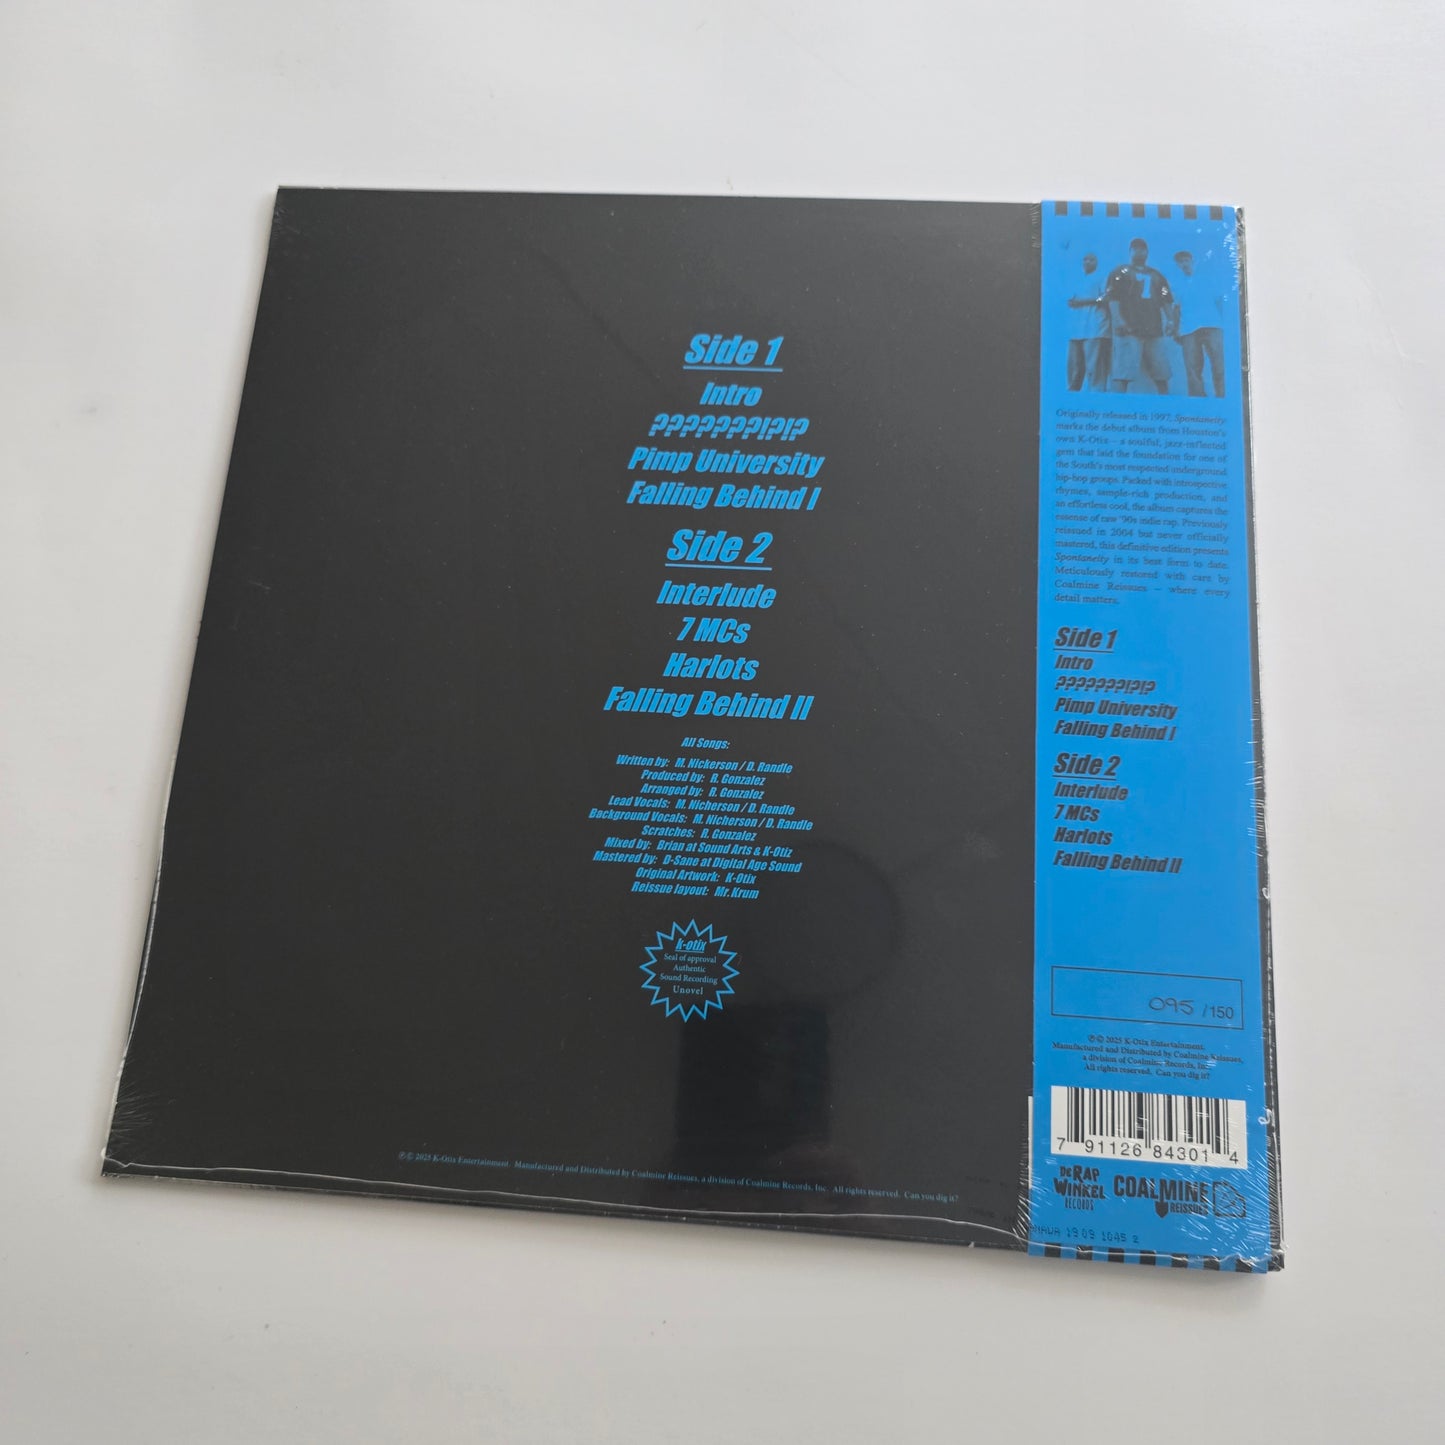 Side 1
Intro
???????!?!?
Pimp University
Falling Behind I
Side 2
Interlude
7 MCs
Harlots
Falling Behind II
All Songs:
Written by: M. Nickerson / D. Randle
Produced by: R. Gonzalez
Arranged by: R. Gonzalez
Lead Vocals: M. Nicherson / D. Randle
Background Vocals: M. Nicherson / D. Randle
Scratches: R. Gonzalez
Mixed by: Brian at Sound Arts & K-Otiz
Mastered by: D-Sane at Digital Age Sound
Original Artwork: K-Otix
Reissue layout: Mr. Krum
K-otix
Seal of approval
Authentic
Sound Recording
Unovel
℗ © 2025 K-Otix Entertainment. Manufactured and Distributed by Coalmine Reissues, a division of Coalmine Records, Inc. All rights reserved. Can you dig it?
7
Originally released in 1997, Spontaneity
marks the debut album from Houston's
own K-Otix – a soulful, jazz-inflected
gem that laid the foundation for one of
the South's most respected underground
hip-hop groups. Packed with introspective
rhymes, sample-rich production, and
an effortless cool, the album captures the
essence of raw '90s indie rap. Previously
reissued in 2004 but never officially
mastered, this definitive edition presents
Spontaneity in its best form to date.
Meticulously restored with care by
Coalmine Reissues – where every
detail matters.
Side 1
Intro
???????!?!?
Pimp University
Falling Behind I
Side 2
Interlude
7 MCs
Harlots
Falling Behind II
095 /150
℗ © 2025 K-Otix Entertainment.
Manufactured and Distributed by Coalmine Reissues,
a division of Coalmine Records, Inc.
All rights reserved. Can you dig it?
7 91126 84301 4
DE RAP
WINKEL
RECORDS
COALMINE
REISSUES
19 09 1645 2